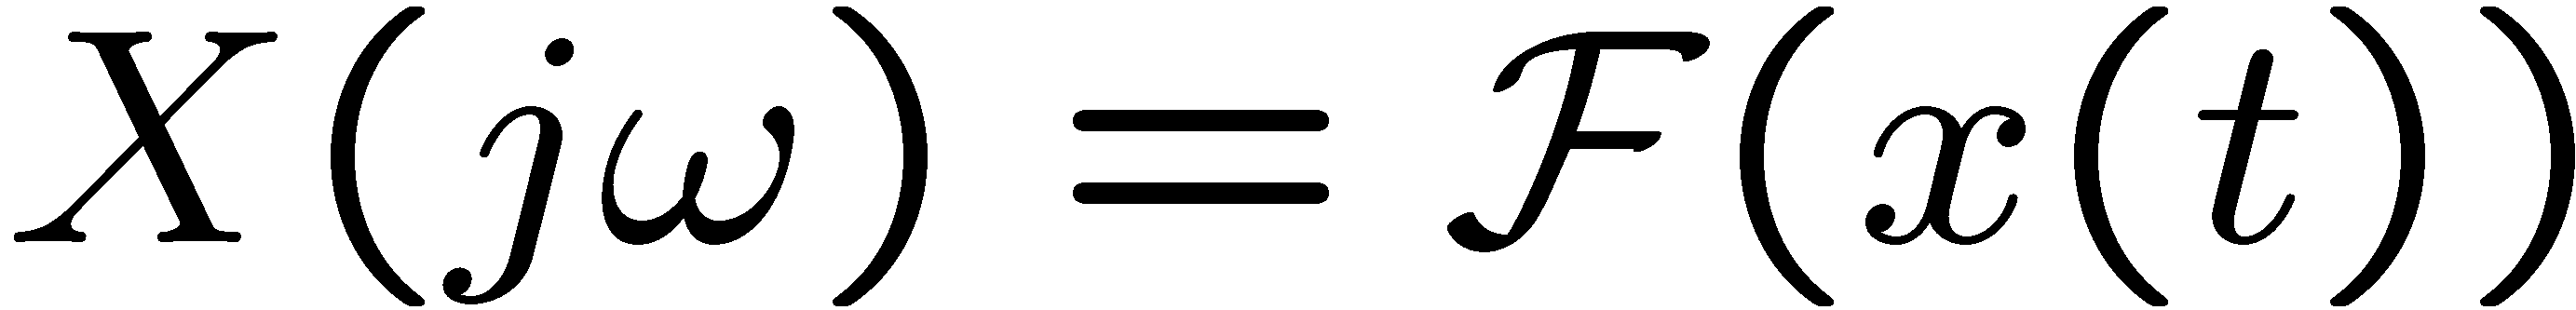 X(jω) = ℱ(x(t))